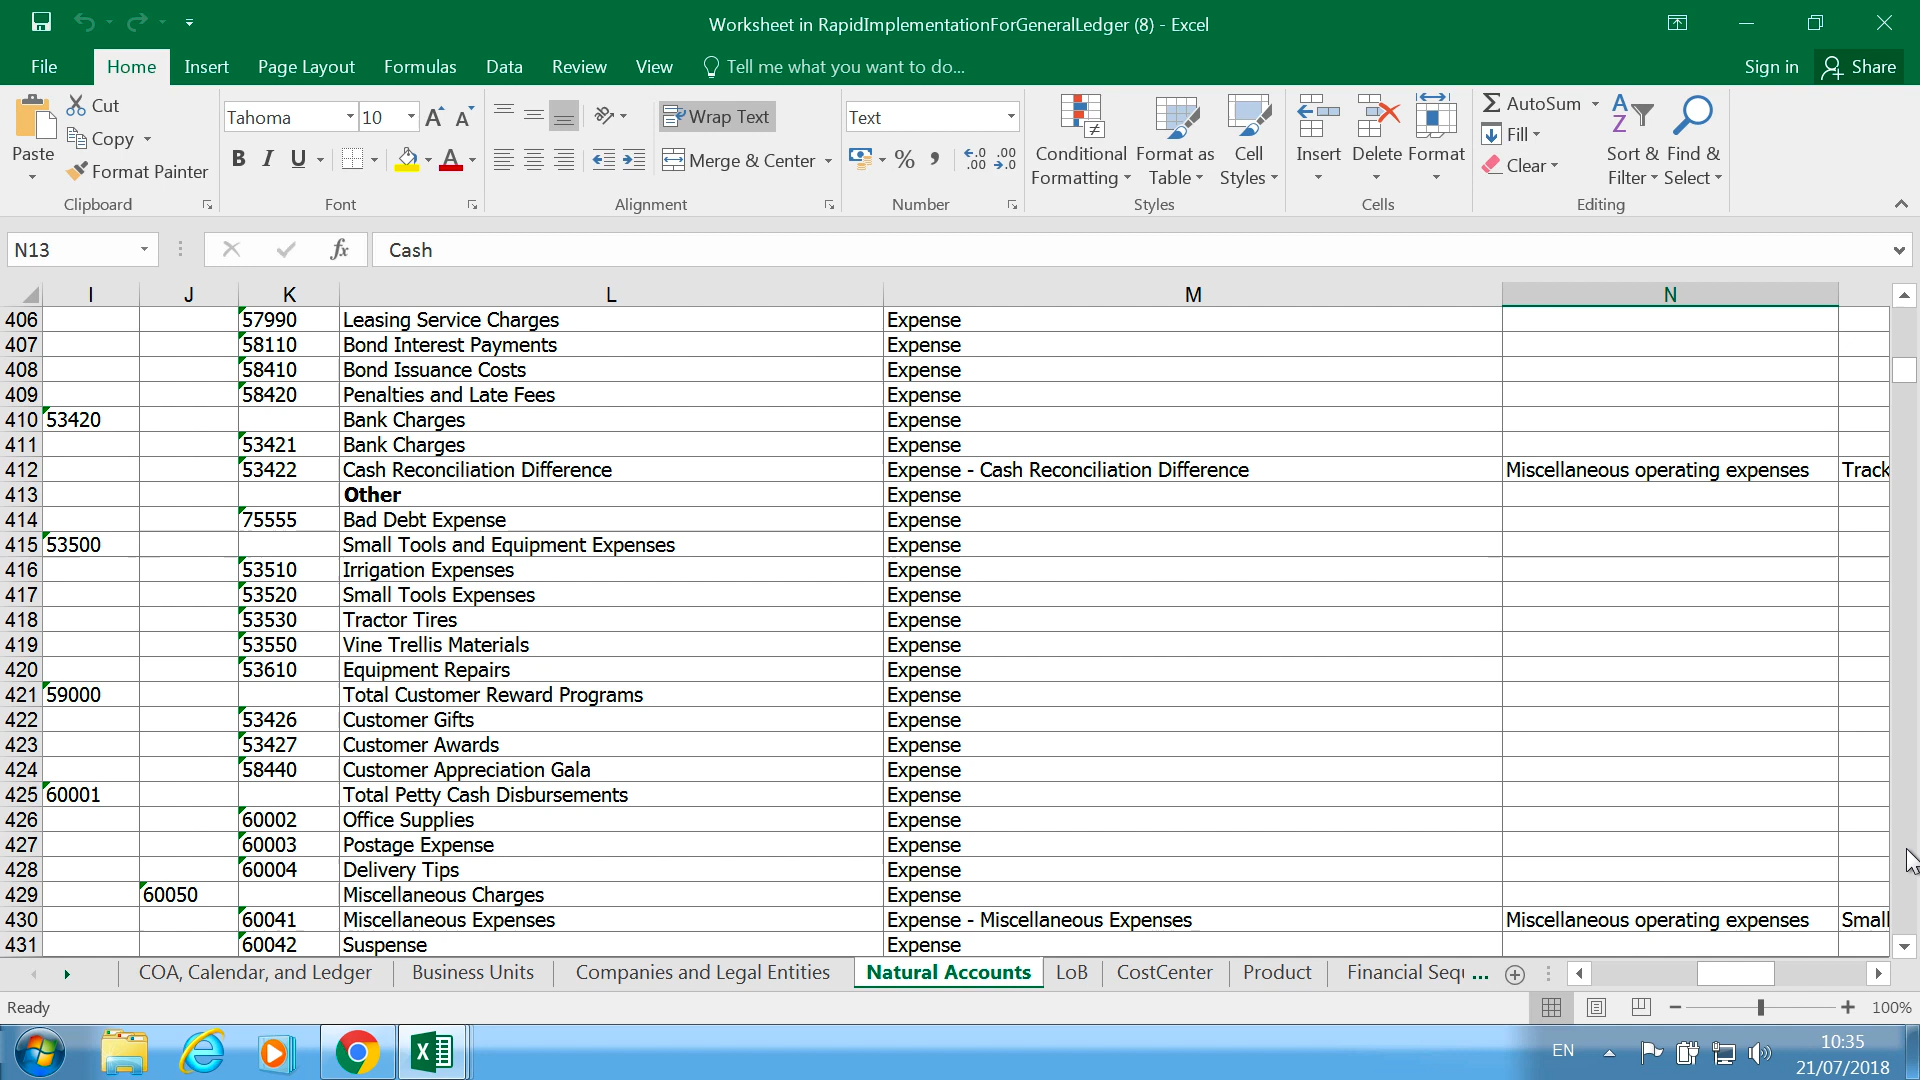 Worksheet in RapidImplementationForGeneralLedger (8) - Excel
File Home Insert Page Layout Formulas Data Review View Tell me what you want to do... Sign in Share
Paste Cut Copy Format Painter Clipboard
Tahoma 10 A A B I U A Font
Wrap Text Merge & Center Alignment
Text % , .0 .00 .00 .0 Number
Conditional Formatting Format as Table Cell Styles Styles
Insert Delete Format Cells
AutoSum Fill Clear Sort & Filter Find & Select Editing
N13 fx Cash
I J K L M N
406 57990 Leasing Service Charges Expense
407 58110 Bond Interest Payments Expense
408 58410 Bond Issuance Costs Expense
409 58420 Penalties and Late Fees Expense
410 53420 Bank Charges Expense
411 53421 Bank Charges Expense
412 53422 Cash Reconciliation Difference Expense - Cash Reconciliation Difference Miscellaneous operating expenses Track
413 Other Expense
414 75555 Bad Debt Expense Expense
415 53500 Small Tools and Equipment Expenses Expense
416 53510 Irrigation Expenses Expense
417 53520 Small Tools Expenses Expense
418 53530 Tractor Tires Expense
419 53550 Vine Trellis Materials Expense
420 53610 Equipment Repairs Expense
421 59000 Total Customer Reward Programs Expense
422 53426 Customer Gifts Expense
423 53427 Customer Awards Expense
424 58440 Customer Appreciation Gala Expense
425 60001 Total Petty Cash Disbursements Expense
426 60002 Office Supplies Expense
427 60003 Postage Expense Expense
428 60004 Delivery Tips Expense
429 60050 Miscellaneous Charges Expense
430 60041 Miscellaneous Expenses Expense - Miscellaneous Expenses Miscellaneous operating expenses Small
431 60042 Suspense Expense
COA, Calendar, and Ledger Business Units Companies and Legal Entities Natural Accounts LoB CostCenter Product Financial Sequ ...
Ready 100%
EN 10:35
21/07/2018